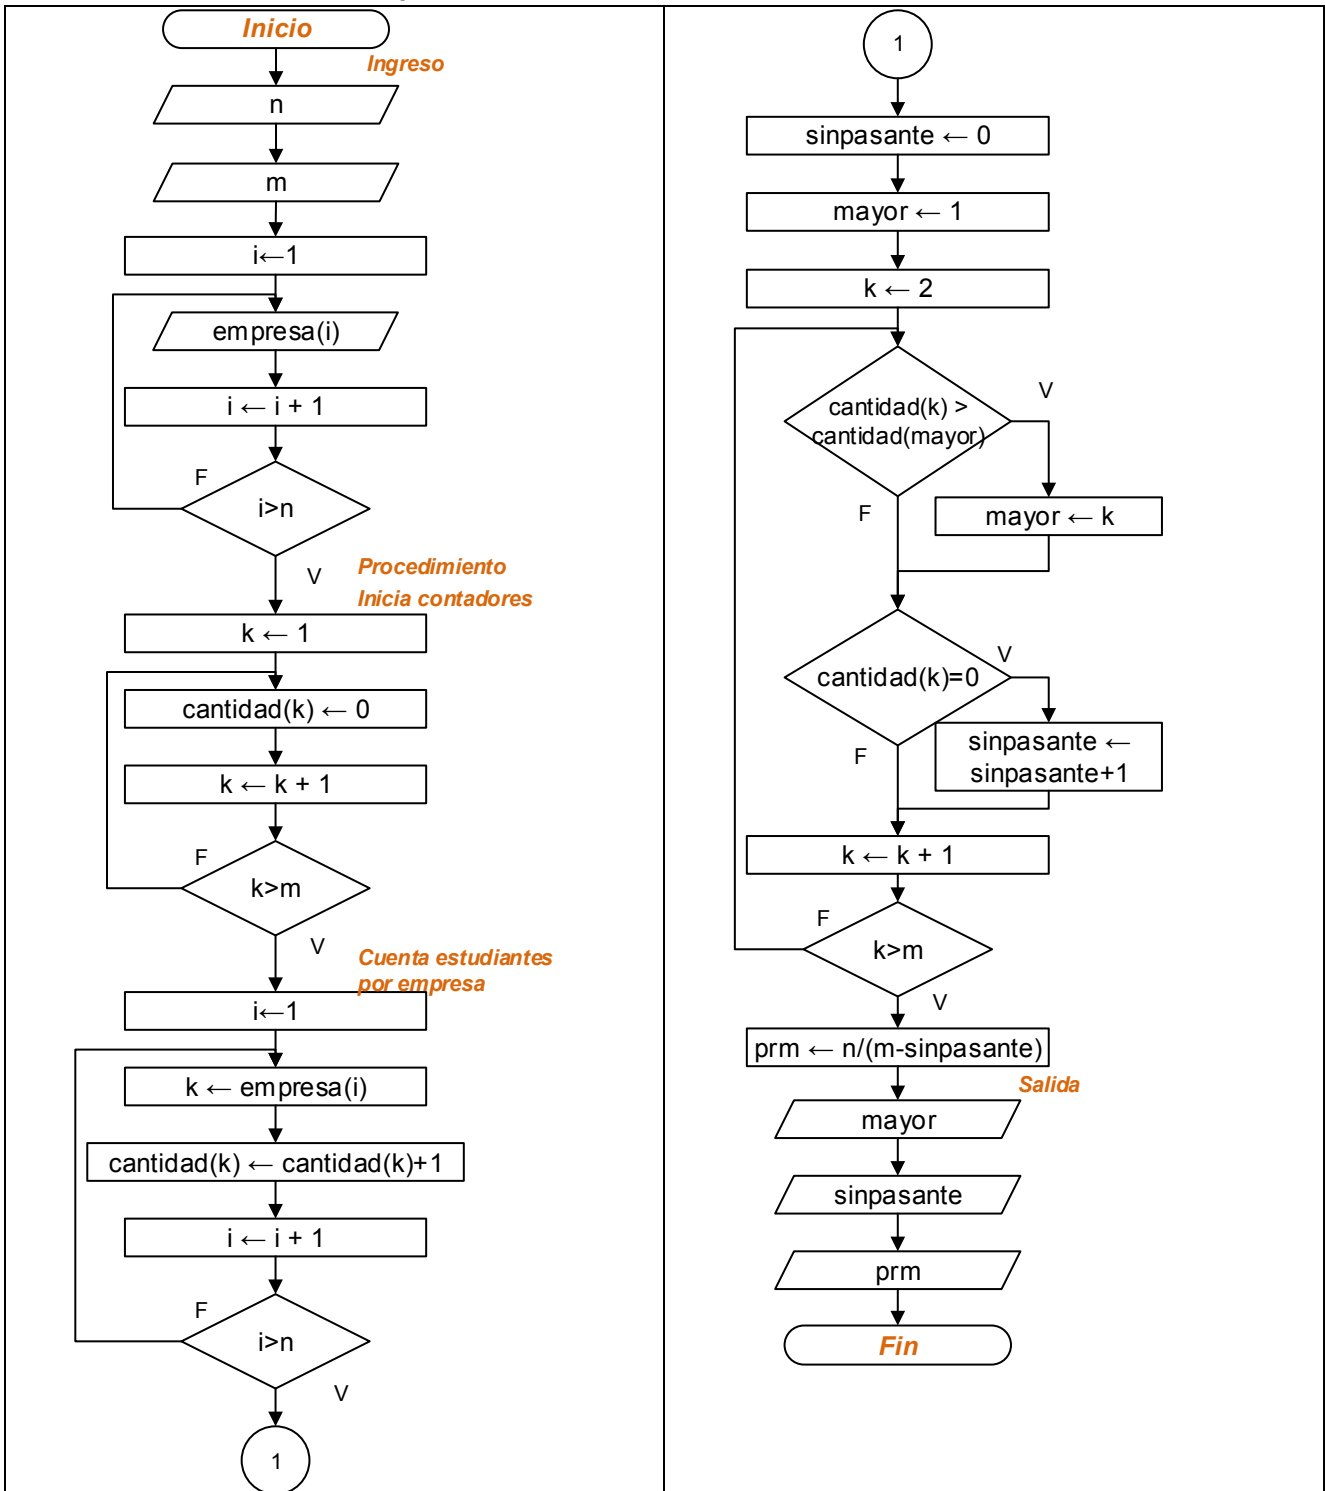 Inicio
Ingreso
n
m
i←1
empresa(i)
i ← i + 1
F
i>n
V
Procedimiento
Inicia contadores
k ← 1
cantidad(k) ← 0
k ← k + 1
F
k>m
V
Cuenta estudiantes
por empresa
i←1
k ← empresa(i)
cantidad(k) ← cantidad(k)+1
i ← i + 1
F
i>n
V
1
1
sinpasante ← 0
mayor ← 1
k ← 2
V
cantidad(k) >
cantidad(mayor)
F
mayor ← k
V
cantidad(k)=0
F
sinpasante ←
sinpasante+1
k ← k + 1
F
k>m
V
prm ← n/(m-sinpasante)
Salida
mayor
sinpasante
prm
Fin